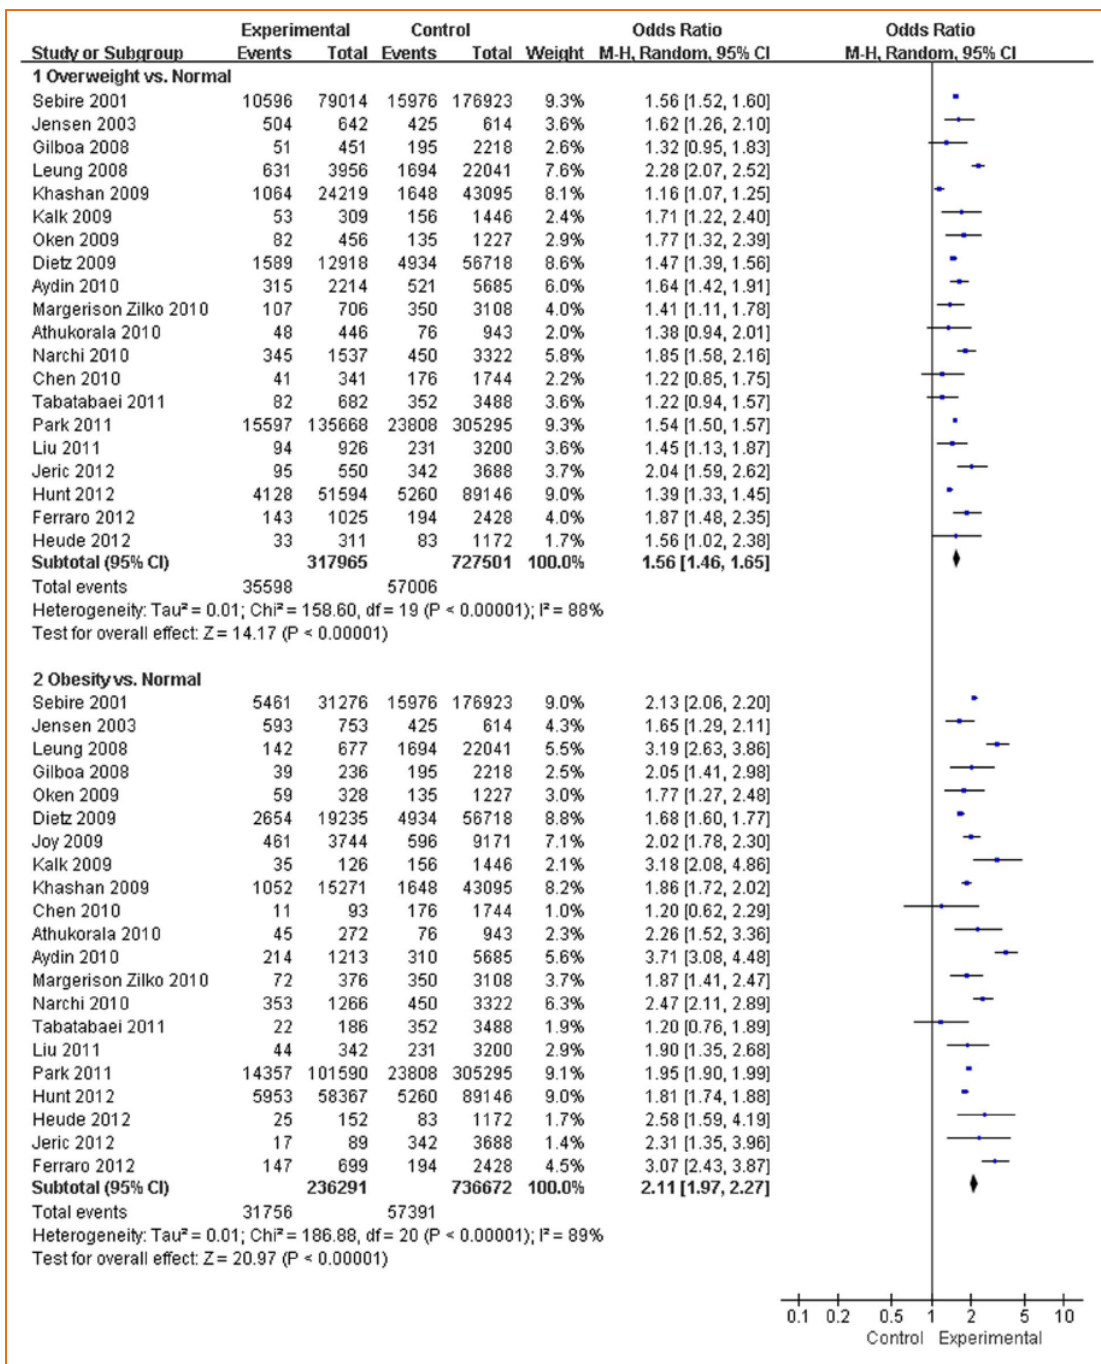 Experimental Control Odds Ratio Odds Ratio
Study or Subgroup Events Total Events Total Weight M-H, Random, 95% CI M-H, Random, 95% CI
1 Overweight vs. Normal
Sebire 2001 10596 79014 15976 176923 9.3% 1.56 [1.52, 1.60]
Jensen 2003 504 642 425 614 3.6% 1.62 [1.26, 2.10]
Gilboa 2008 51 451 195 2218 2.6% 1.32 [0.95, 1.83]
Leung 2008 631 3956 1694 22041 7.6% 2.28 [2.07, 2.52]
Khashan 2009 1064 24219 1648 43095 8.1% 1.16 [1.07, 1.25]
Kalk 2009 53 309 156 1446 2.4% 1.71 [1.22, 2.40]
Oken 2009 82 456 135 1227 2.9% 1.77 [1.32, 2.39]
Dietz 2009 1589 12918 4934 56718 8.6% 1.47 [1.39, 1.56]
Aydin 2010 315 2214 521 5685 6.0% 1.64 [1.42, 1.91]
Margerison Zilko 2010 107 706 350 3108 4.0% 1.41 [1.11, 1.78]
Athukorala 2010 48 446 76 943 2.0% 1.38 [0.94, 2.01]
Narchi 2010 345 1537 450 3322 5.8% 1.85 [1.58, 2.16]
Chen 2010 41 341 176 1744 2.2% 1.22 [0.85, 1.75]
Tabatabaei 2011 82 682 352 3488 3.6% 1.22 [0.94, 1.57]
Park 2011 15597 135668 23808 305295 9.3% 1.54 [1.50, 1.57]
Liu 2011 94 926 231 3200 3.6% 1.45 [1.13, 1.87]
Jeric 2012 95 550 342 3688 3.7% 2.04 [1.59, 2.62]
Hunt 2012 4128 51594 5260 89146 9.0% 1.39 [1.33, 1.45]
Ferraro 2012 143 1025 194 2428 4.0% 1.87 [1.48, 2.35]
Heude 2012 33 311 83 1172 1.7% 1.56 [1.02, 2.38]
Subtotal (95% CI) 317965 727501 100.0% 1.56 [1.46, 1.65]
Total events 35598 57006
Heterogeneity: Tau² = 0.01; Chi² = 158.60, df = 19 (P < 0.00001); I² = 88%
Test for overall effect: Z = 14.17 (P < 0.00001)
2 Obesity vs. Normal
Sebire 2001 5461 31276 15976 176923 9.0% 2.13 [2.06, 2.20]
Jensen 2003 593 753 425 614 4.3% 1.65 [1.29, 2.11]
Leung 2008 142 677 1694 22041 5.5% 3.19 [2.63, 3.86]
Gilboa 2008 39 236 195 2218 2.5% 2.05 [1.41, 2.98]
Oken 2009 59 328 135 1227 3.0% 1.77 [1.27, 2.48]
Dietz 2009 2654 19235 4934 56718 8.8% 1.68 [1.60, 1.77]
Joy 2009 461 3744 596 9171 7.1% 2.02 [1.78, 2.30]
Kalk 2009 35 126 156 1446 2.1% 3.18 [2.08, 4.86]
Khashan 2009 1052 15271 1648 43095 8.2% 1.86 [1.72, 2.02]
Chen 2010 11 93 176 1744 1.0% 1.20 [0.62, 2.29]
Athukorala 2010 45 272 76 943 2.3% 2.26 [1.52, 3.36]
Aydin 2010 214 1213 310 5685 5.6% 3.71 [3.08, 4.48]
Margerison Zilko 2010 72 376 350 3108 3.8% 1.87 [1.41, 2.47]
Narchi 2010 353 1266 450 3322 6.3% 2.47 [2.11, 2.89]
Tabatabaei 2011 22 186 352 3488 1.9% 1.20 [0.76, 1.89]
Liu 2011 44 342 231 3200 2.9% 1.90 [1.35, 2.68]
Park 2011 14357 101590 23808 305295 9.1% 1.95 [1.90, 1.99]
Hunt 2012 5953 58367 5260 89146 9.0% 1.81 [1.74, 1.88]
Heude 2012 25 152 83 1172 1.7% 2.58 [1.59, 4.19]
Jeric 2012 17 89 342 3688 1.4% 2.31 [1.35, 3.96]
Ferraro 2012 147 699 194 2428 4.5% 3.07 [2.43, 3.87]
Subtotal (95% CI) 236291 736672 100.0% 2.11 [1.97, 2.27]
Total events 31756 57391
Heterogeneity: Tau² = 0.01; Chi² = 186.88, df = 20 (P < 0.00001); I² = 89%
Test for overall effect: Z = 20.97 (P < 0.00001)
0.1 0.2 0.5 1 2 5 10
Control Experimental